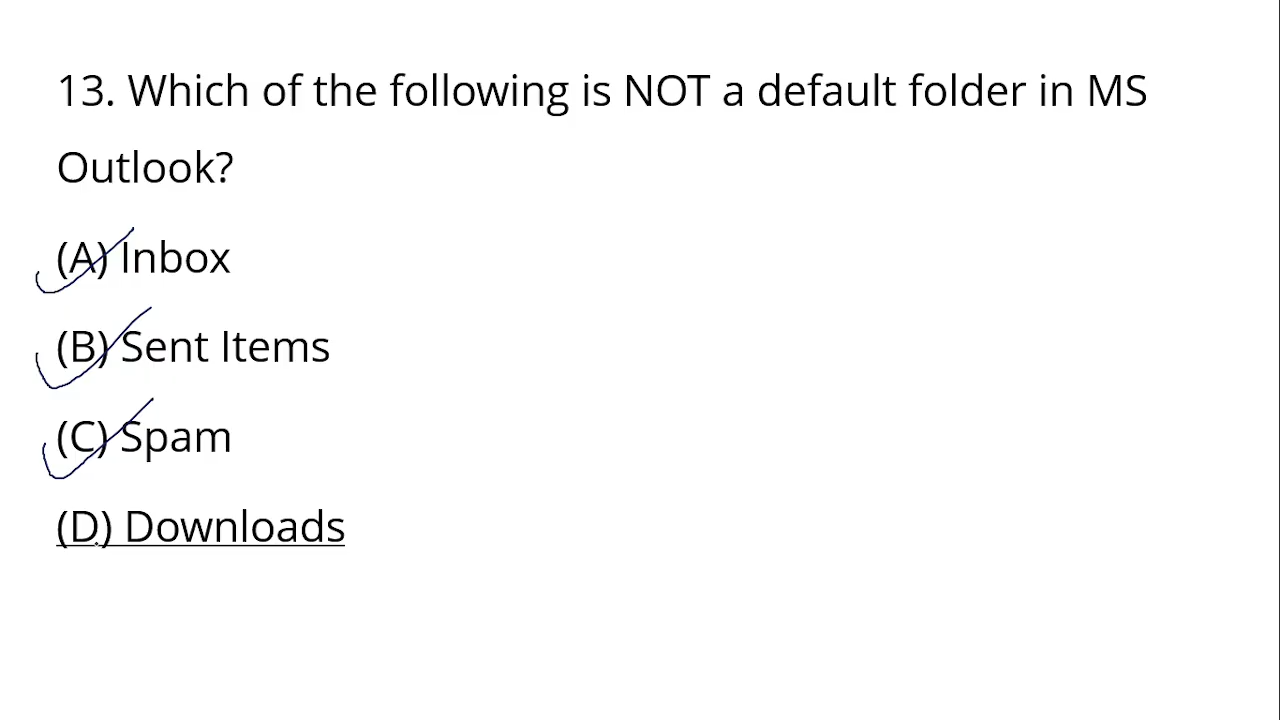 13. Which of the following is NOT a default folder in MS
Outlook?
(A) Inbox
(B) Sent Items
(C) Spam
(D) Downloads